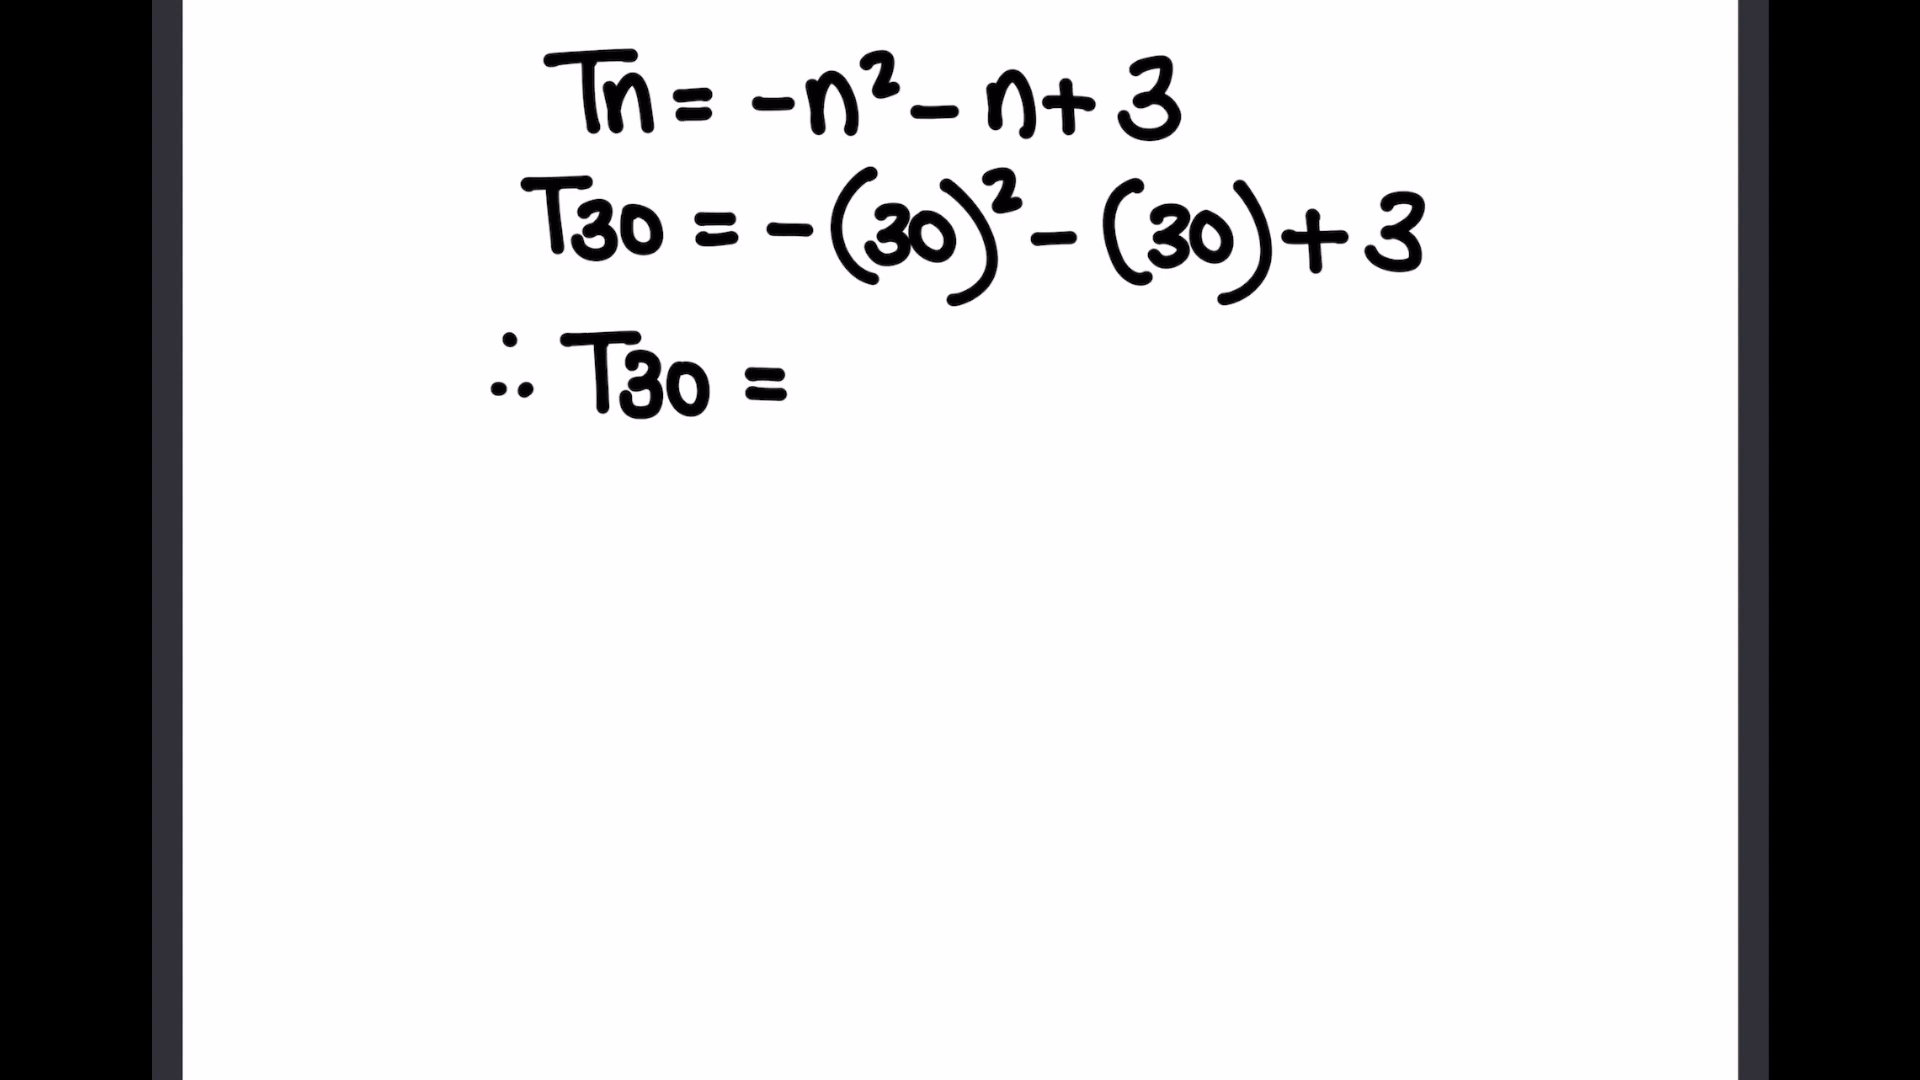 Tn = -n² - n + 3
T30 = -(30)² - (30) + 3
∴ T30 =